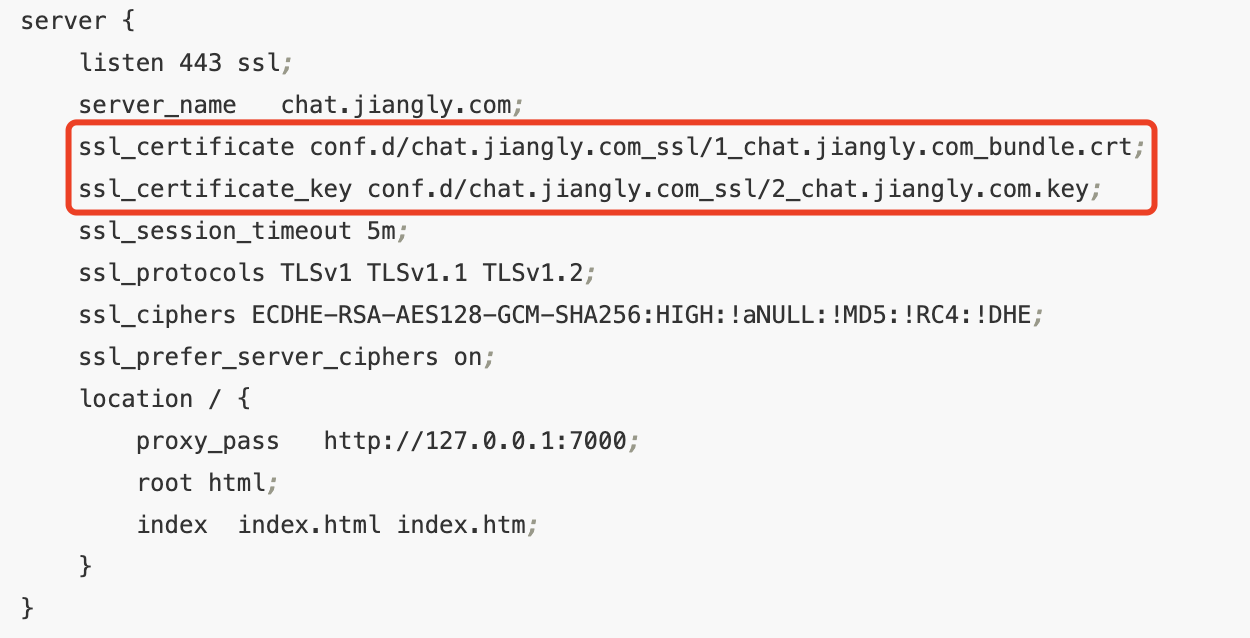 server {
    listen 443 ssl;
    server_name   chat.jiangly.com;
    ssl_certificate conf.d/chat.jiangly.com_ssl/1_chat.jiangly.com_bundle.crt;
    ssl_certificate_key conf.d/chat.jiangly.com_ssl/2_chat.jiangly.com.key;
    ssl_session_timeout 5m;
    ssl_protocols TLSv1 TLSv1.1 TLSv1.2;
    ssl_ciphers ECDHE-RSA-AES128-GCM-SHA256:HIGH:!aNULL:!MD5:!RC4:!DHE;
    ssl_prefer_server_ciphers on;
    location / {
        proxy_pass   http://127.0.0.1:7000;
        root html;
        index  index.html index.htm;
    }
}